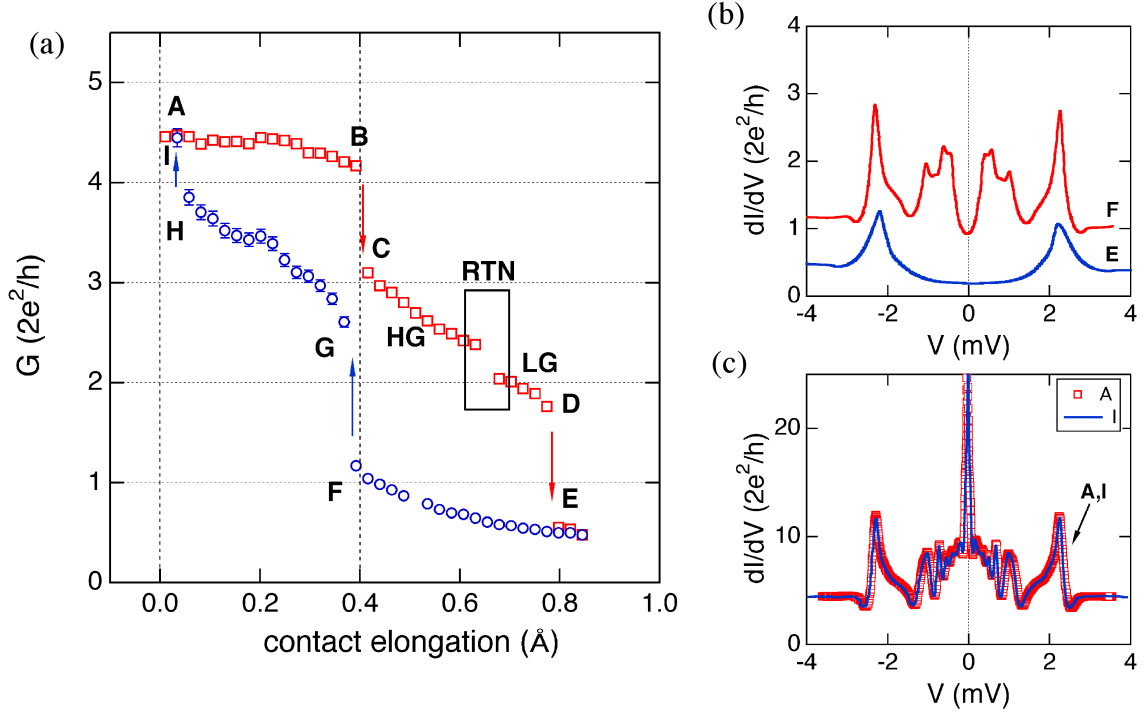 (a)
G (2e²/h)
5
4
3
2
1
0
A
B
I
H
C
RTN
HG
G
LG
D
F
E
0.0 0.2 0.4 0.6 0.8 1.0
contact elongation (Å)
(b)
dI/dV (2e²/h)
4
3
2
1
0
F
E
-4 -2 0 2 4
V (mV)
(c)
dI/dV (2e²/h)
20
10
0
A
I
A,I
-4 -2 0 2 4
V (mV)